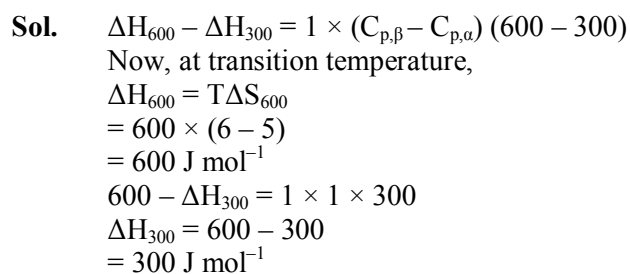 Sol. ΔH₆₀₀ – ΔH₃₀₀ = 1 × (Cₚ,β – Cₚ,α) (600 – 300)
Now, at transition temperature,
ΔH₆₀₀ = TΔS₆₀₀
= 600 × (6 – 5)
= 600 J mol⁻¹
600 – ΔH₃₀₀ = 1 × 1 × 300
ΔH₃₀₀ = 600 – 300
= 300 J mol⁻¹